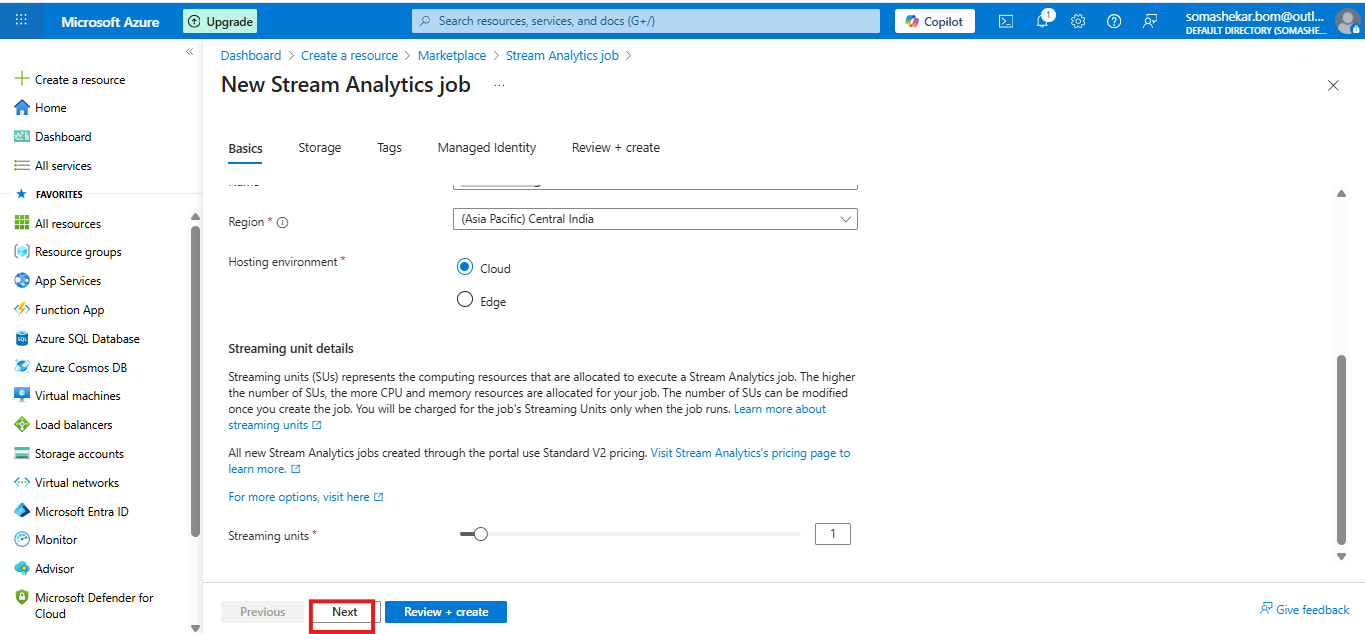 Microsoft Azure
Upgrade
Search resources, services, and docs (G+/)
Copilot
1
somashekar.bom@outl...
DEFAULT DIRECTORY (SOMASHE...
«
Create a resource
Home
Dashboard
All services
FAVORITES
All resources
Resource groups
App Services
Function App
Azure SQL Database
Azure Cosmos DB
Virtual machines
Load balancers
Storage accounts
Virtual networks
Microsoft Entra ID
Monitor
Advisor
Microsoft Defender for
Cloud
Dashboard > Create a resource > Marketplace > Stream Analytics job >
New Stream Analytics job ...
Basics
Storage
Tags
Managed Identity
Review + create
Region *
(Asia Pacific) Central India
Hosting environment *
Cloud
Edge
Streaming unit details
Streaming units (SUs) represents the computing resources that are allocated to execute a Stream Analytics job. The higher
the number of SUs, the more CPU and memory resources are allocated for your job. The number of SUs can be modified
once you create the job. You will be charged for the job's Streaming Units only when the job runs. Learn more about
streaming units
All new Stream Analytics jobs created through the portal use Standard V2 pricing. Visit Stream Analytics's pricing page to
learn more.
For more options, visit here
Streaming units *
1
Previous
Next
Review + create
Give feedback